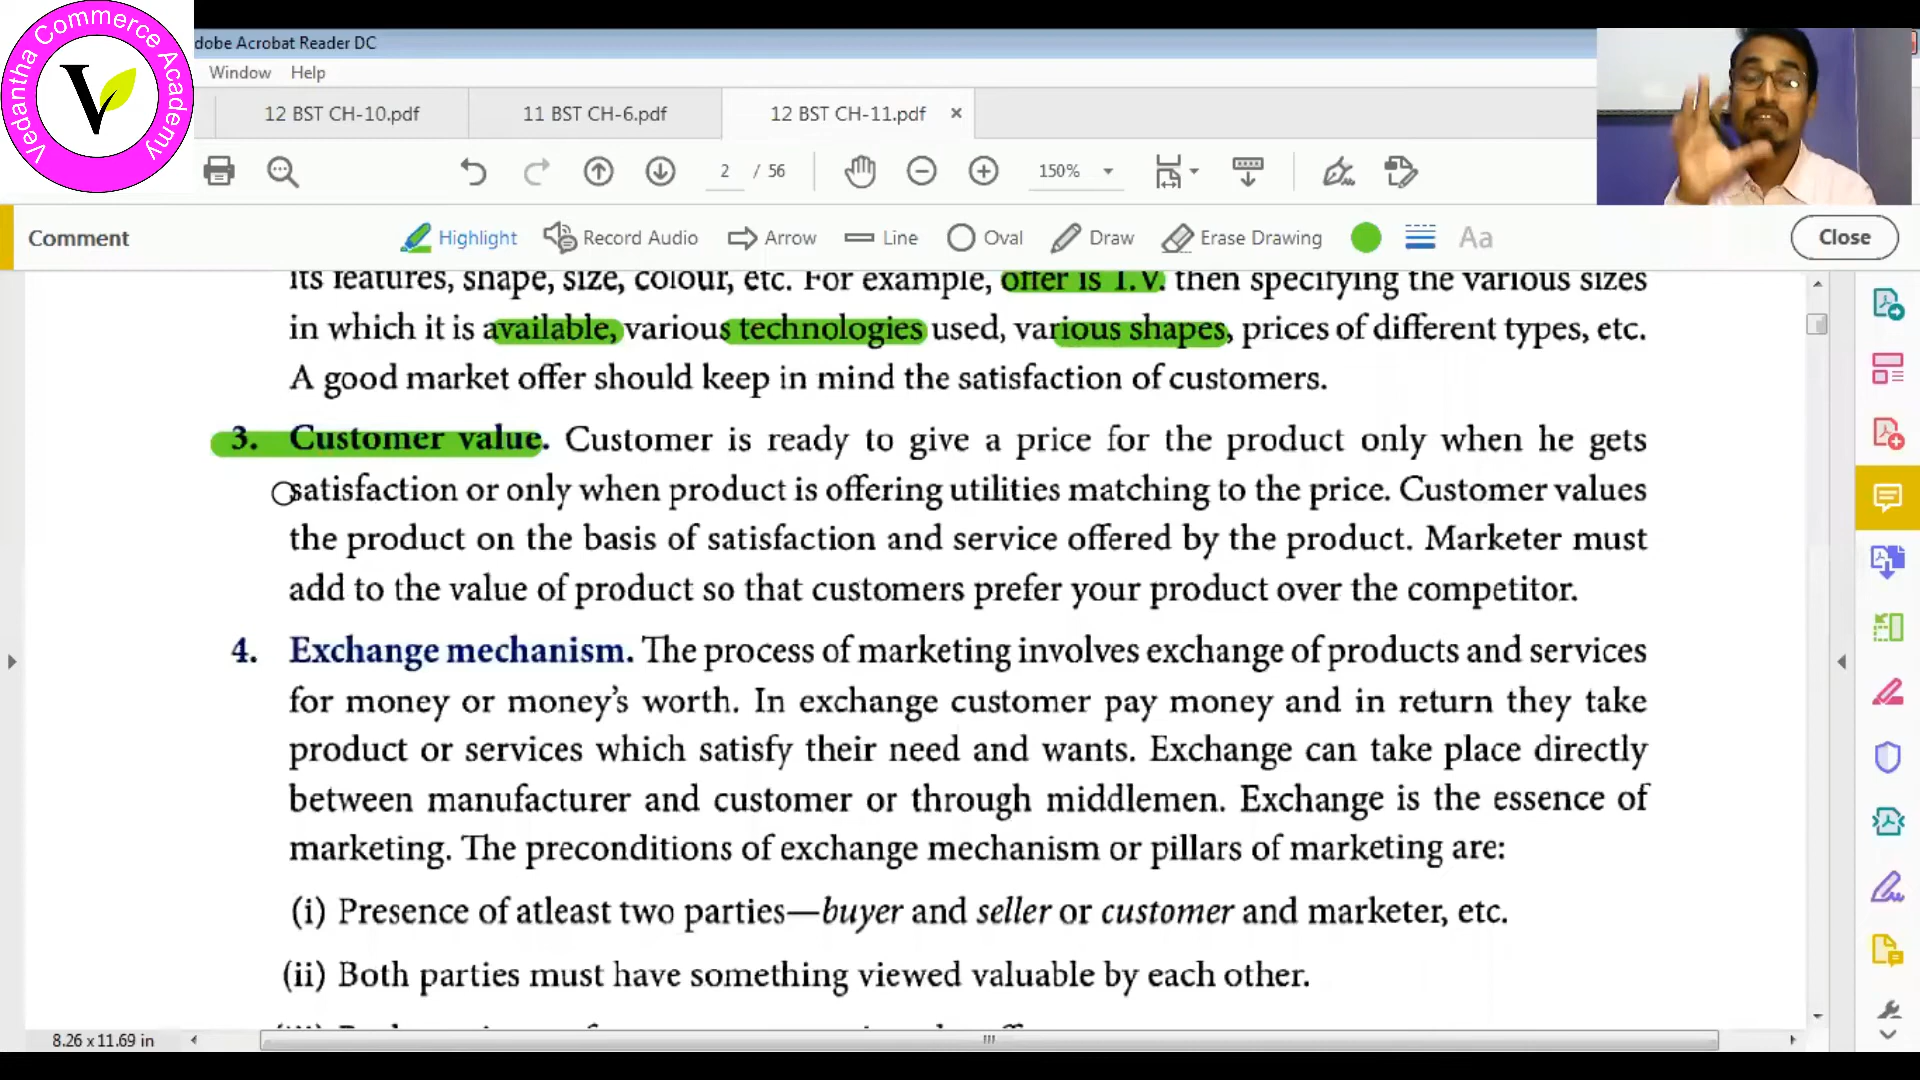 Vedantha Commerce Academy
V
dobe Acrobat Reader DC
Window Help
12 BST CH-10.pdf 11 BST CH-6.pdf 12 BST CH-11.pdf ×
2 / 56 150%
Comment Highlight Record Audio Arrow Line Oval Draw Erase Drawing Aa Close
its features, shape, size, colour, etc. For example, offer is T.V. then specifying the various sizes
in which it is available, various technologies used, various shapes, prices of different types, etc.
A good market offer should keep in mind the satisfaction of customers.
3. Customer value. Customer is ready to give a price for the product only when he gets
satisfaction or only when product is offering utilities matching to the price. Customer values
the product on the basis of satisfaction and service offered by the product. Marketer must
add to the value of product so that customers prefer your product over the competitor.
4. Exchange mechanism. The process of marketing involves exchange of products and services
for money or money's worth. In exchange customer pay money and in return they take
product or services which satisfy their need and wants. Exchange can take place directly
between manufacturer and customer or through middlemen. Exchange is the essence of
marketing. The preconditions of exchange mechanism or pillars of marketing are:
(i) Presence of atleast two parties—buyer and seller or customer and marketer, etc.
(ii) Both parties must have something viewed valuable by each other.
8.26 x 11.69 in